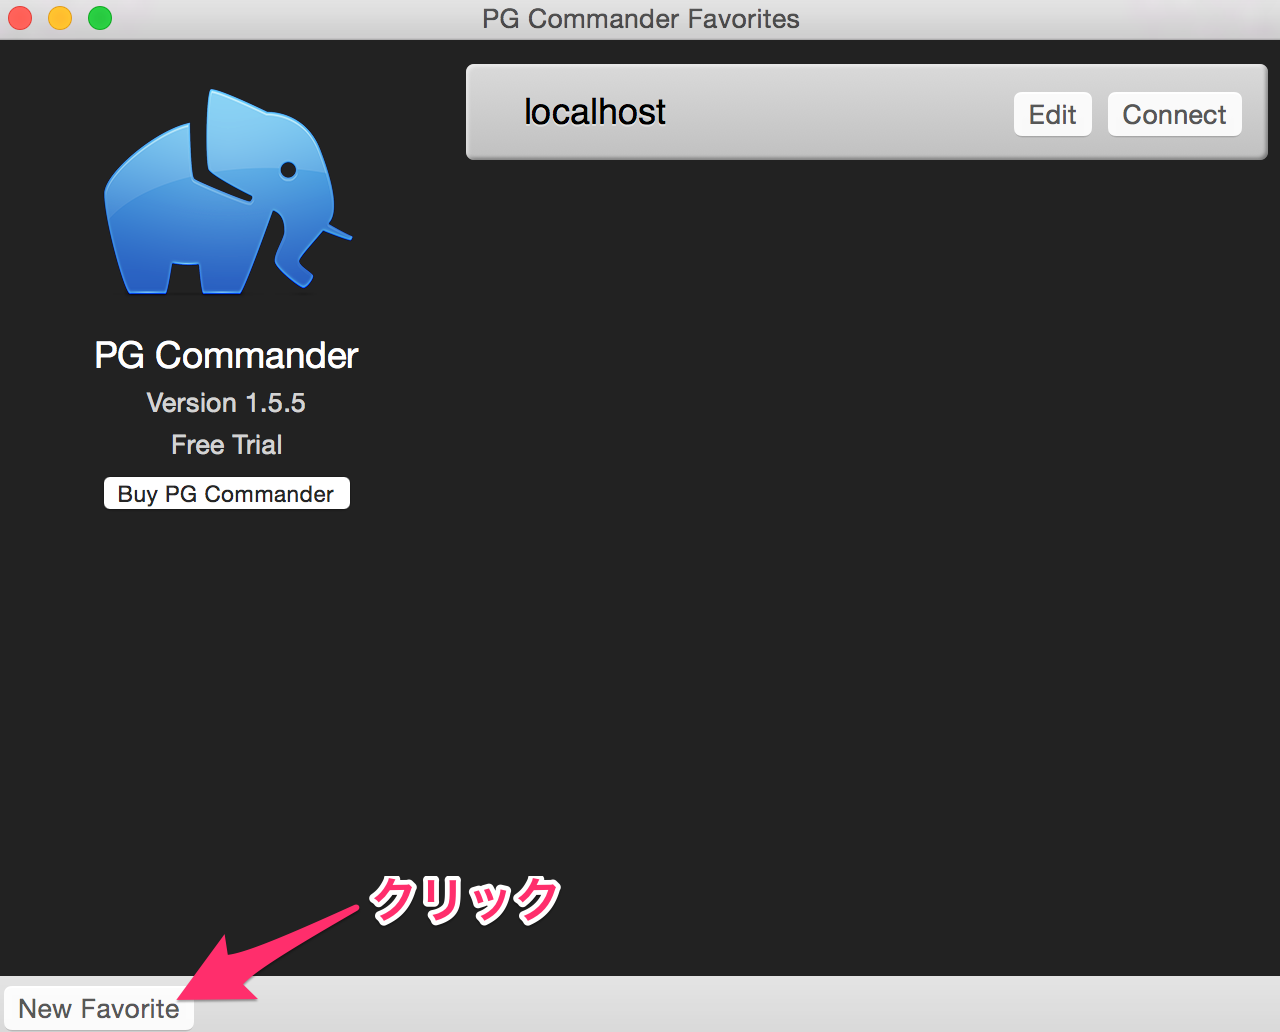 PG Commander Favorites
localhost
Edit
Connect
PG Commander
Version 1.5.5
Free Trial
Buy PG Commander
クリック
New Favorite